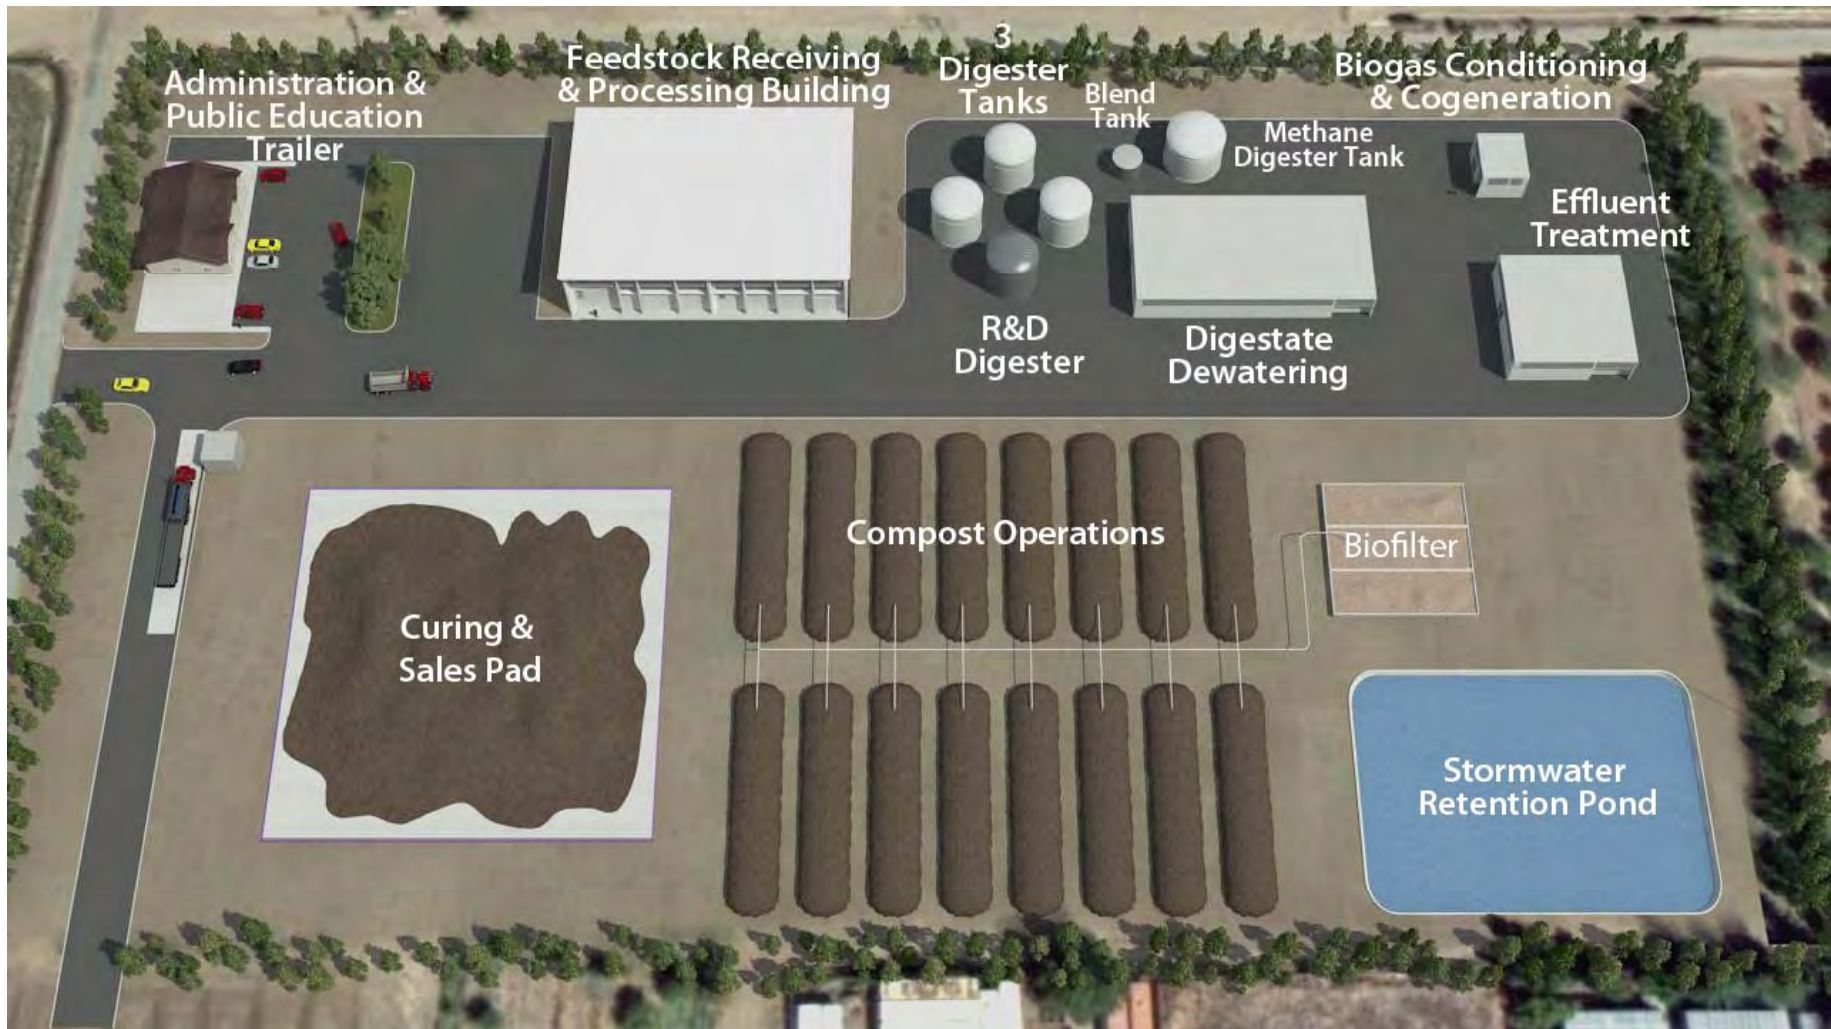 Administration &
Public Education
Trailer
Feedstock Receiving
& Processing Building
3
Digester
Tanks
Blend
Tank
Methane
Digester Tank
Biogas Conditioning
& Cogeneration
Effluent
Treatment
R&D
Digester
Digestate
Dewatering
Compost Operations
Biofilter
Curing &
Sales Pad
Stormwater
Retention Pond